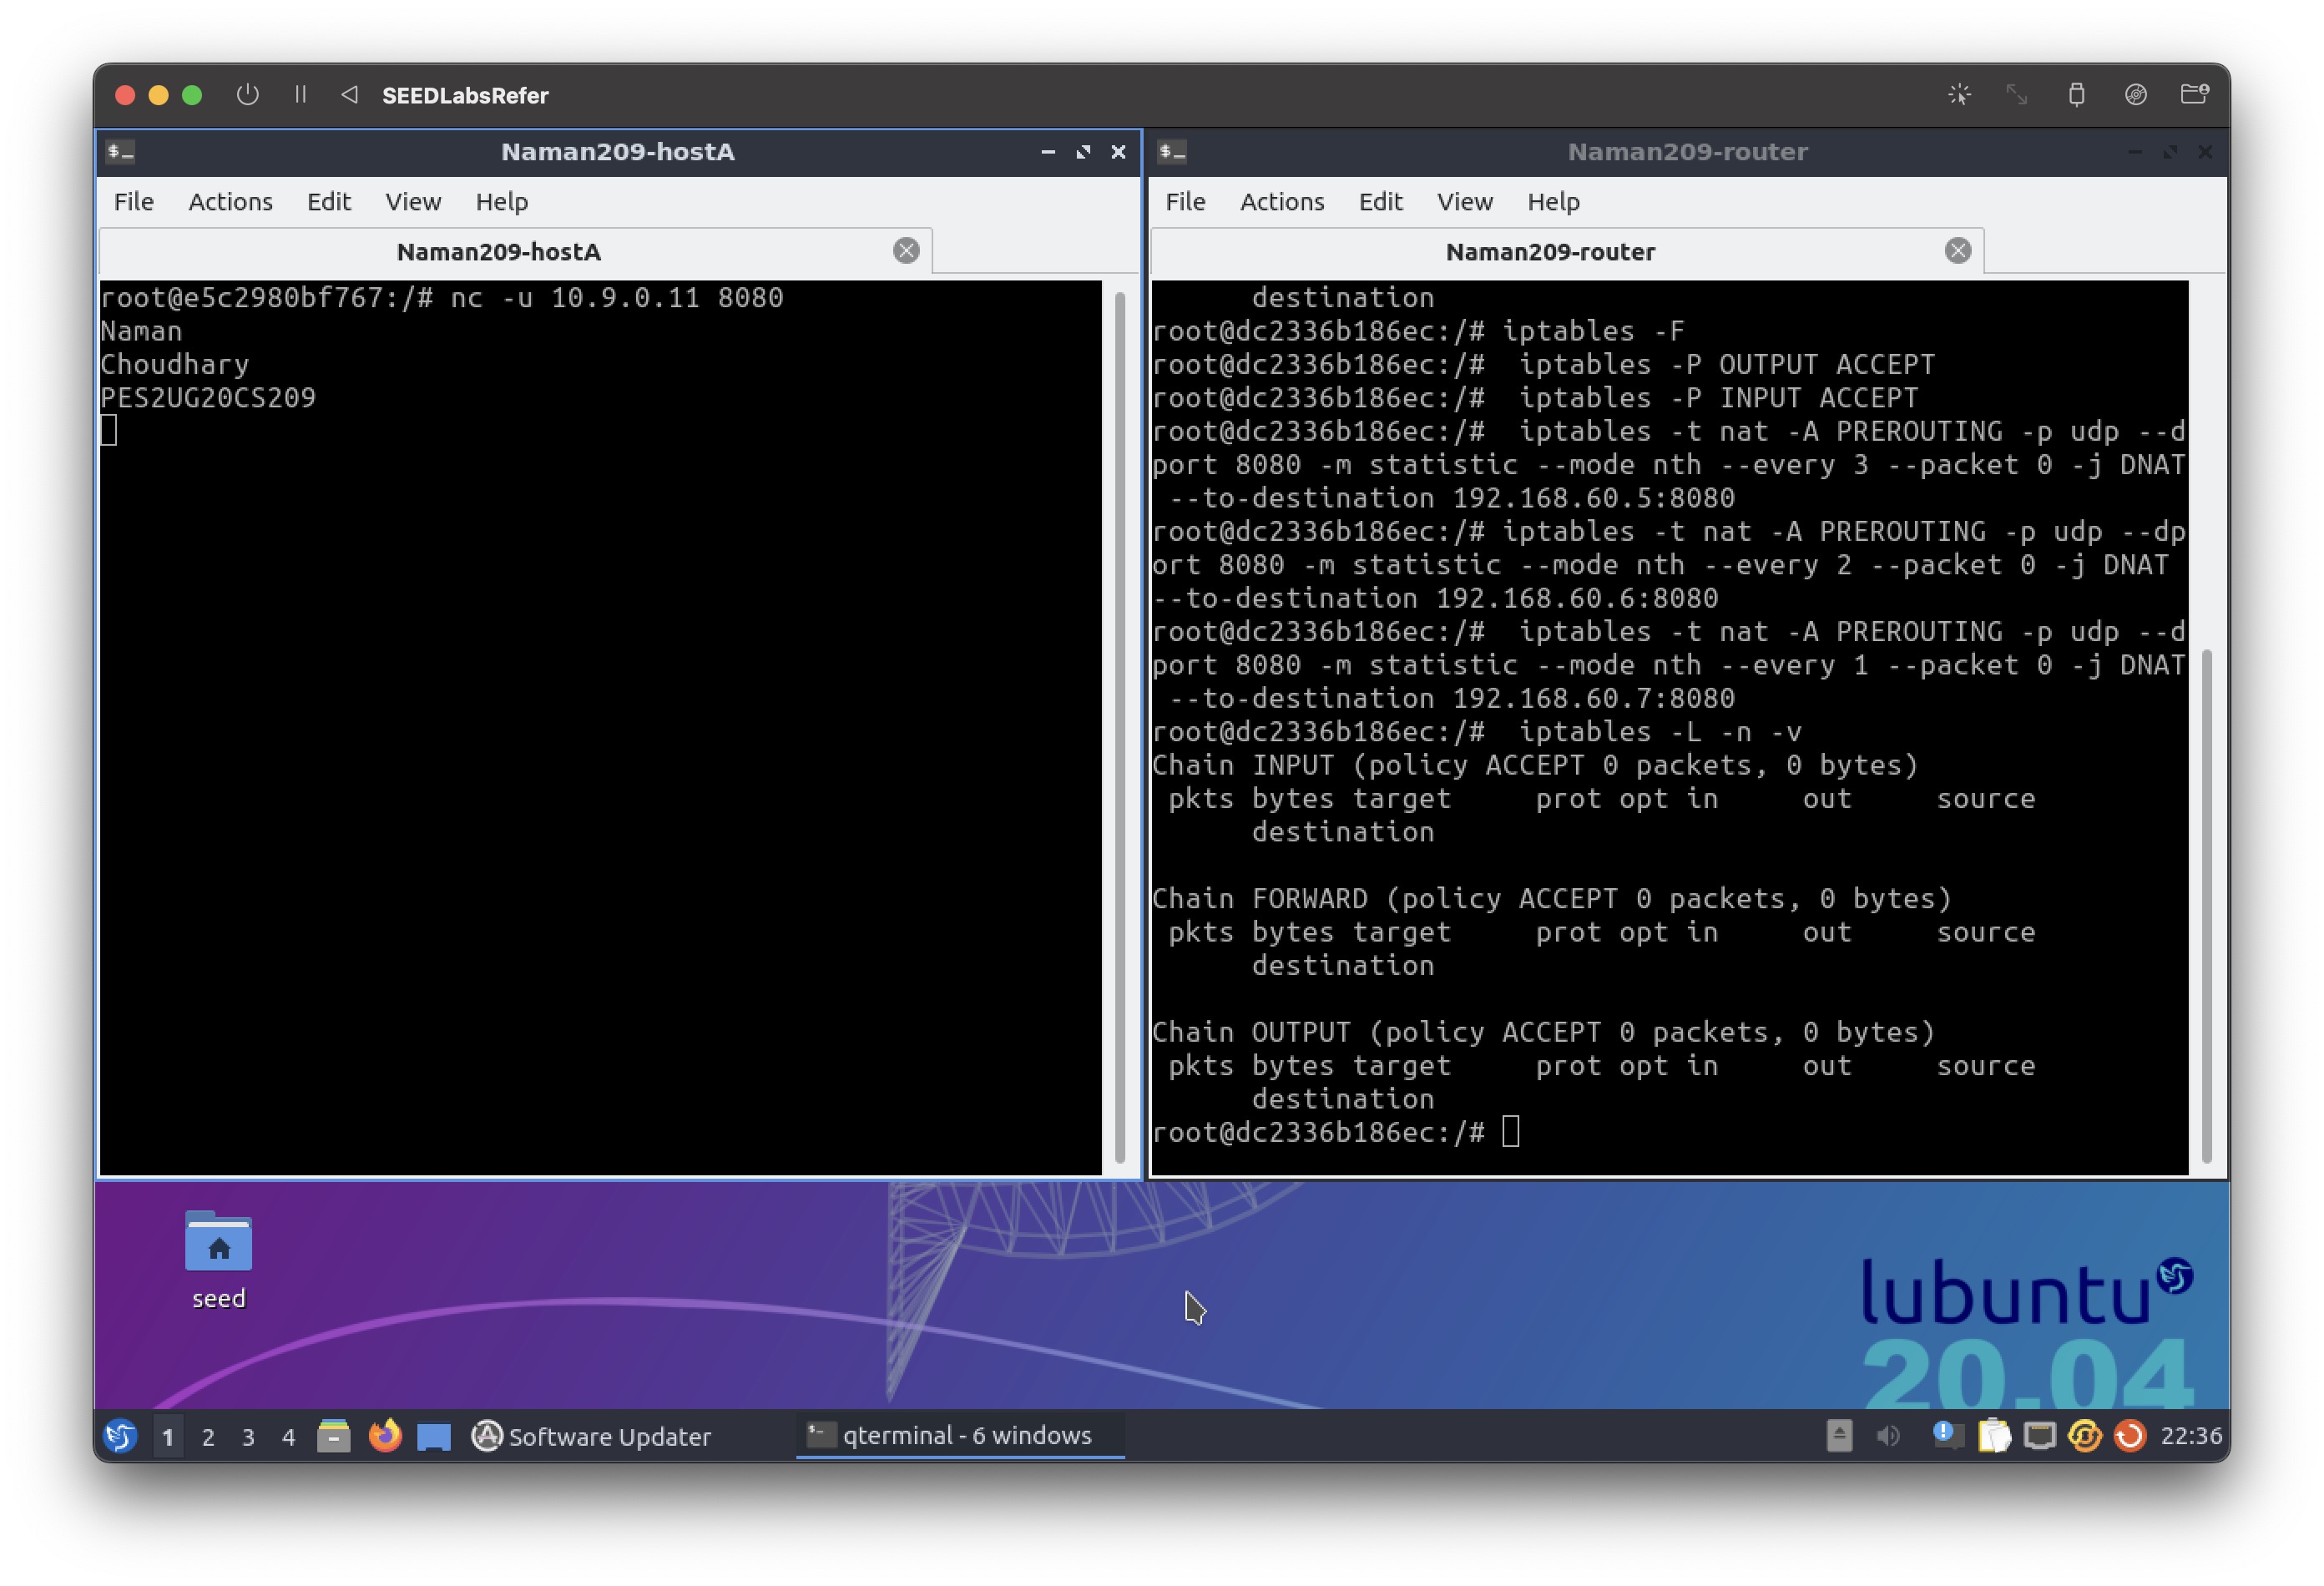 SEEDLabsRefer
Naman209-hostA
File Actions Edit View Help
Naman209-hostA
root@e5c2980bf767:/# nc -u 10.9.0.11 8080
Naman
Choudhary
PES2UG20CS209
Naman209-router
File Actions Edit View Help
Naman209-router
destination
root@dc2336b186ec:/# iptables -F
root@dc2336b186ec:/#  iptables -P OUTPUT ACCEPT
root@dc2336b186ec:/#  iptables -P INPUT ACCEPT
root@dc2336b186ec:/#  iptables -t nat -A PREROUTING -p udp --d
port 8080 -m statistic --mode nth --every 3 --packet 0 -j DNAT
--to-destination 192.168.60.5:8080
root@dc2336b186ec:/# iptables -t nat -A PREROUTING -p udp --dp
ort 8080 -m statistic --mode nth --every 2 --packet 0 -j DNAT
--to-destination 192.168.60.6:8080
root@dc2336b186ec:/#  iptables -t nat -A PREROUTING -p udp --d
port 8080 -m statistic --mode nth --every 1 --packet 0 -j DNAT
--to-destination 192.168.60.7:8080
root@dc2336b186ec:/#  iptables -L -n -v
Chain INPUT (policy ACCEPT 0 packets, 0 bytes)
pkts bytes target     prot opt in     out     source
destination
Chain FORWARD (policy ACCEPT 0 packets, 0 bytes)
pkts bytes target     prot opt in     out     source
destination
Chain OUTPUT (policy ACCEPT 0 packets, 0 bytes)
pkts bytes target     prot opt in     out     source
destination
root@dc2336b186ec:/#
seed
lubuntu
20.04
1 2 3 4 Software Updater qterminal - 6 windows 22:36